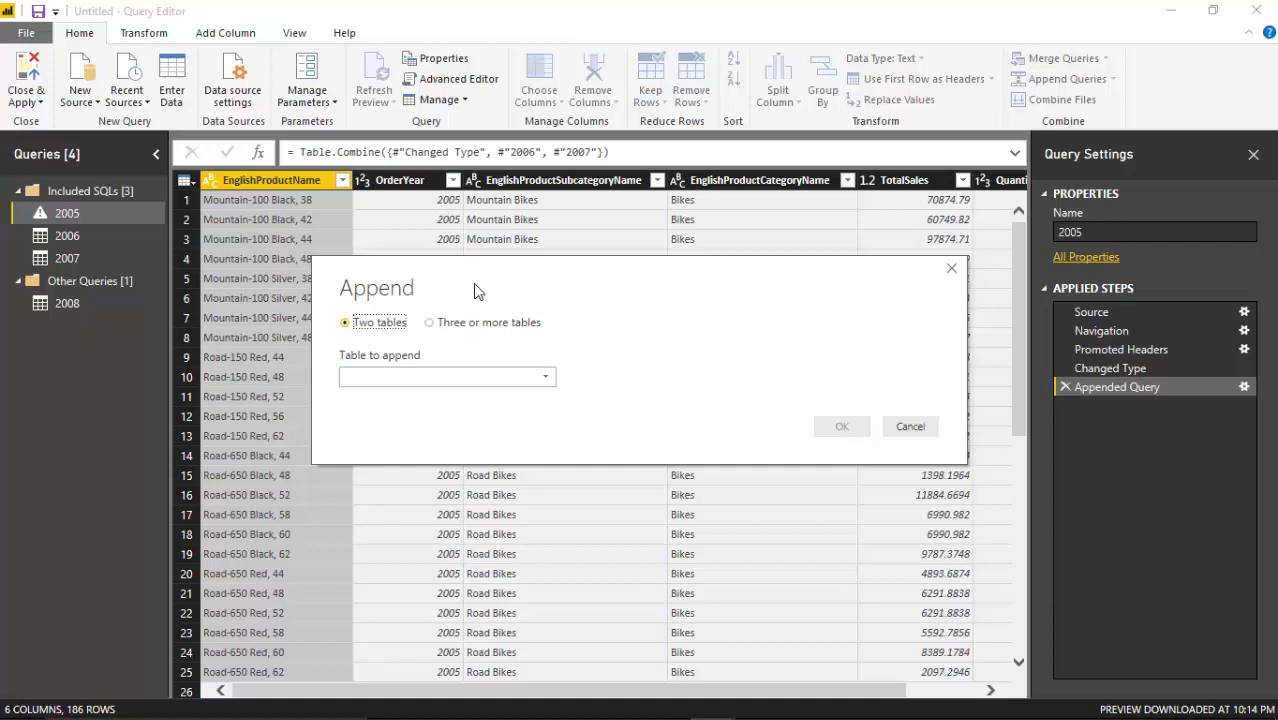 Untitled - Query Editor
File Home Transform Add Column View Help
Close & Apply
New Source
Recent Sources
Enter Data
Data source settings
Manage Parameters
Refresh Preview
Properties
Advanced Editor
Manage
Choose Columns
Remove Columns
Keep Rows
Remove Rows
Split Column
Group By
Data Type: Text
Use First Row as Headers
Replace Values
Merge Queries
Append Queries
Combine Files
Close New Query Data Sources Parameters Query Manage Columns Reduce Rows Sort Transform Combine
Queries [4]
Included SQLs [3]
2005
2006
2007
Other Queries [1]
2008
fx = Table.Combine({#"Changed Type", #"2006", #"2007"})
EnglishProductName OrderYear EnglishProductSubcategoryName EnglishProductCategoryName TotalSales Quanti
1 Mountain-100 Black, 38 2005 Mountain Bikes Bikes 70874.79
2 Mountain-100 Black, 42 2005 Mountain Bikes Bikes 60749.82
3 Mountain-100 Black, 44 2005 Mountain Bikes Bikes 97874.71
4 Mountain-100 Black, 48
5 Mountain-100 Silver, 38
6 Mountain-100 Silver, 42
7 Mountain-100 Silver, 44
8 Mountain-100 Silver, 48
9 Road-150 Red, 44
10 Road-150 Red, 48
11 Road-150 Red, 52
12 Road-150 Red, 56
13 Road-150 Red, 62
14 Road-650 Black, 44
15 Road-650 Black, 48 2005 Road Bikes Bikes 1398.1964
16 Road-650 Black, 52 2005 Road Bikes Bikes 11884.6694
17 Road-650 Black, 58 2005 Road Bikes Bikes 6990.982
18 Road-650 Black, 60 2005 Road Bikes Bikes 6990.982
19 Road-650 Black, 62 2005 Road Bikes Bikes 9787.3748
20 Road-650 Red, 44 2005 Road Bikes Bikes 4893.6874
21 Road-650 Red, 48 2005 Road Bikes Bikes 6291.8838
22 Road-650 Red, 52 2005 Road Bikes Bikes 6291.8838
23 Road-650 Red, 58 2005 Road Bikes Bikes 5592.7856
24 Road-650 Red, 60 2005 Road Bikes Bikes 8389.1784
25 Road-650 Red, 62 2005 Road Bikes Bikes 2097.2946
26
Append
Two tables Three or more tables
Table to append
OK Cancel
Query Settings
PROPERTIES
Name
2005
All Properties
APPLIED STEPS
Source
Navigation
Promoted Headers
Changed Type
Appended Query
6 COLUMNS, 186 ROWS
PREVIEW DOWNLOADED AT 10:14 PM